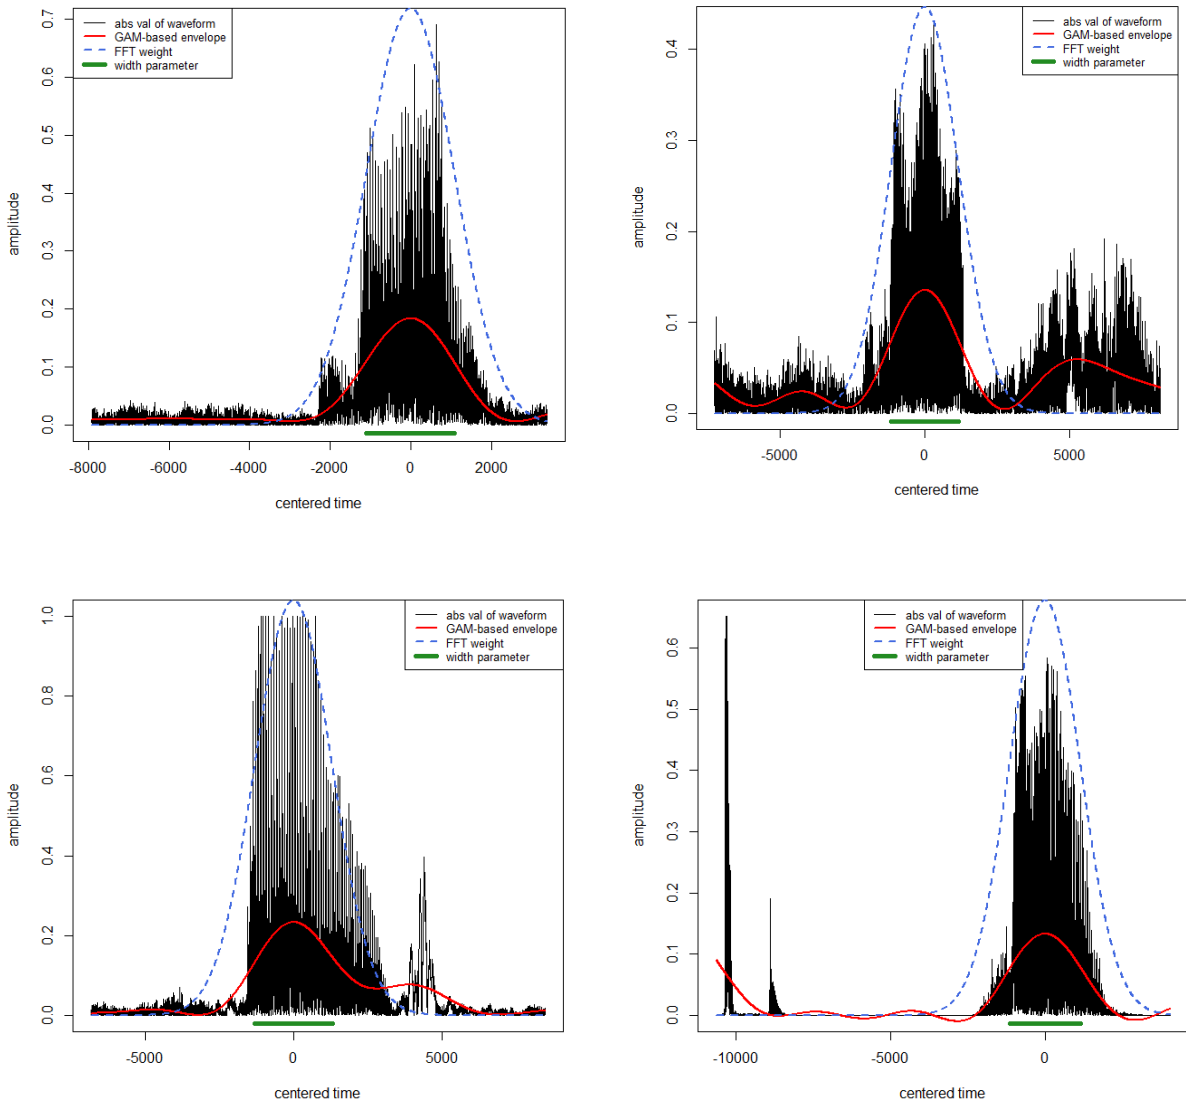 abs val of waveform
GAM-based envelope
FFT weight
width parameter
0.7
0.6
0.5
0.4
0.3
0.2
0.1
0.0
amplitude
-8000 -6000 -4000 -2000 0 2000
centered time
abs val of waveform
GAM-based envelope
FFT weight
width parameter
0.4
0.3
0.2
0.1
0.0
amplitude
-5000 0 5000
centered time
abs val of waveform
GAM-based envelope
FFT weight
width parameter
1.0
0.8
0.6
0.4
0.2
0.0
amplitude
-5000 0 5000
centered time
abs val of waveform
GAM-based envelope
FFT weight
width parameter
0.6
0.5
0.4
0.3
0.2
0.1
0.0
amplitude
-10000 -5000 0
centered time